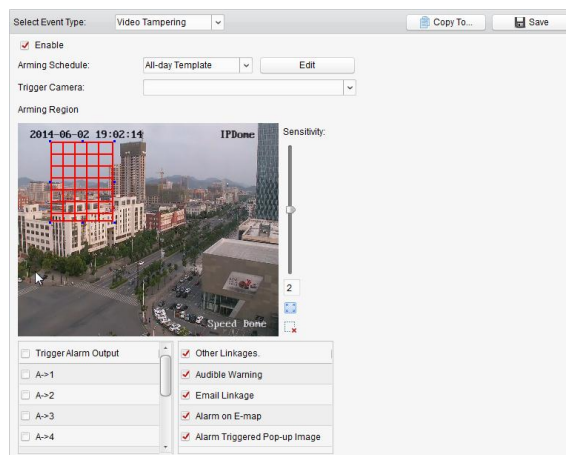 Select Event Type: Video Tampering Copy To... Save
Enable
Arming Schedule: All-day Template Edit
Trigger Camera:
Arming Region
2014-06-02 19:02:14 IPDome Sensitivity:
2
Speed Dome
Trigger Alarm Output Other Linkages.
A->1 Audible Warning
A->2 Email Linkage
A->3 Alarm on E-map
A->4 Alarm Triggered Pop-up Image